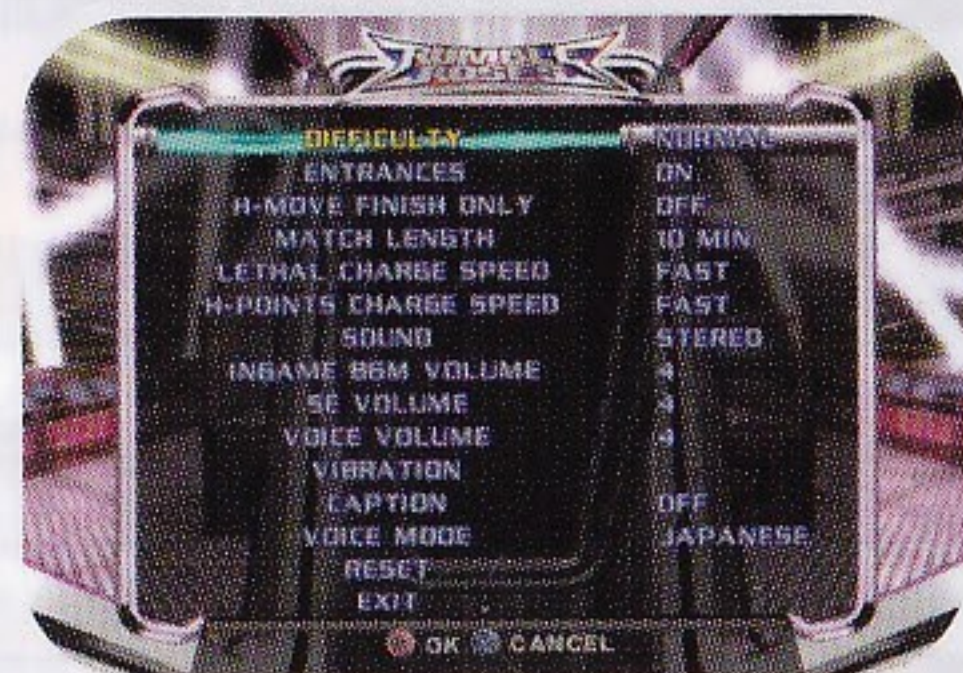 RUMBLE
ROSES
DIFFICULTY NORMAL
ENTRANCES ON
H-MOVE FINISH ONLY OFF
MATCH LENGTH 10 MIN
LETHAL CHARGE SPEED FAST
H-POINTS CHARGE SPEED FAST
SOUND STEREO
INGAME BGM VOLUME 4
SE VOLUME 4
VOICE VOLUME 4
VIBRATION
CAPTION OFF
VOICE MODE JAPANESE
RESET
EXIT
OK CANCEL